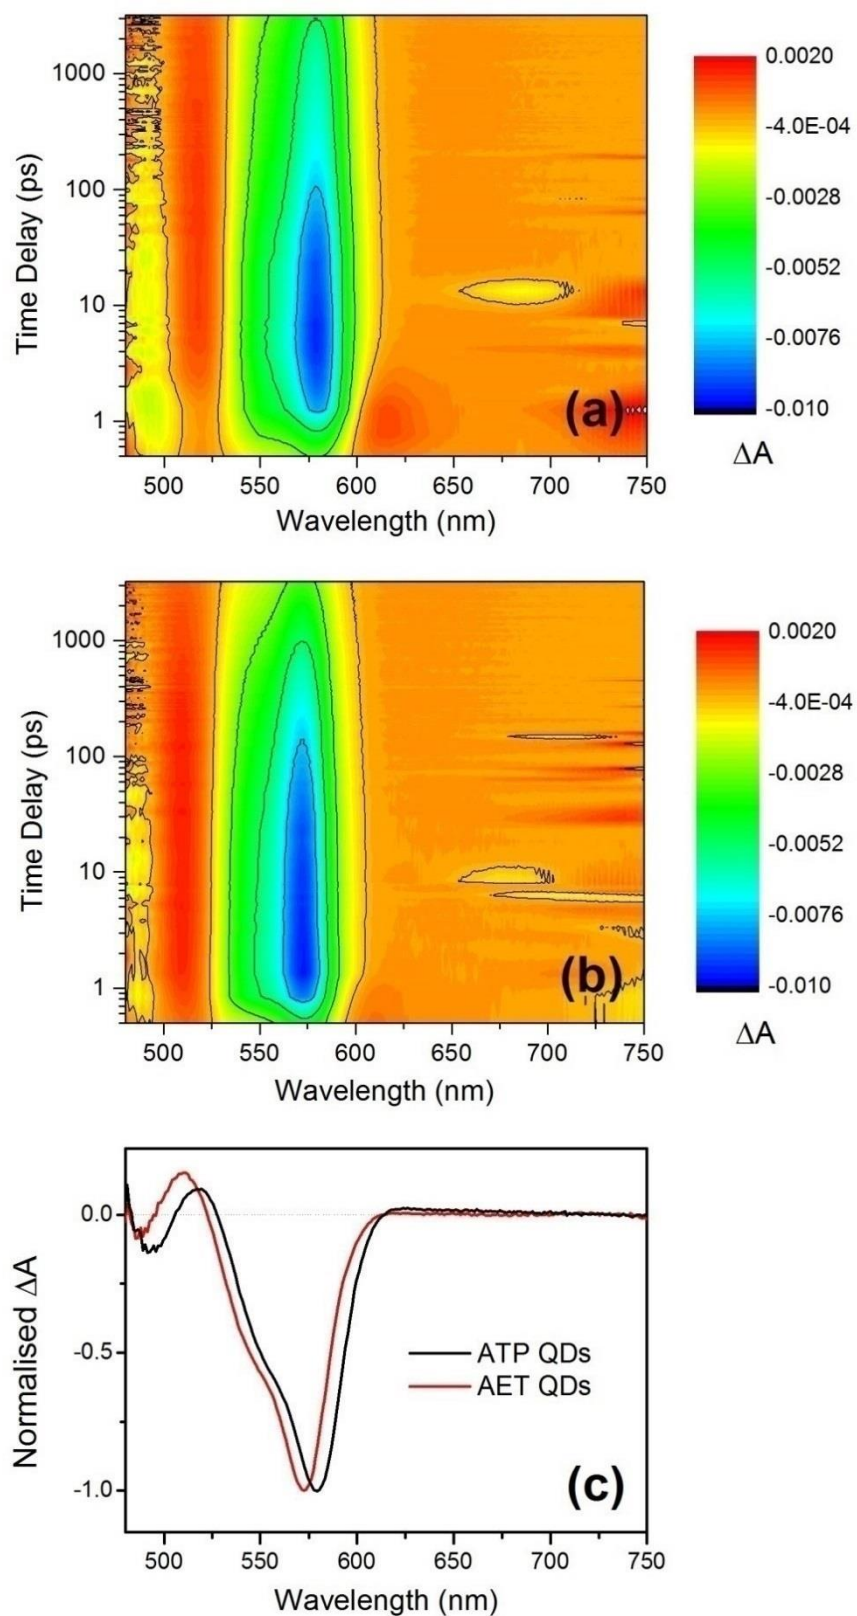 1000
100
10
1
Time Delay (ps)
500 550 600 650 700 750
Wavelength (nm)
(a)
0.0020
-4.0E-04
-0.0028
-0.0052
-0.0076
-0.010
ΔA
1000
100
10
1
Time Delay (ps)
500 550 600 650 700 750
Wavelength (nm)
(b)
0.0020
-4.0E-04
-0.0028
-0.0052
-0.0076
-0.010
ΔA
0.0
-0.5
-1.0
Normalised ΔA
ATP QDs
AET QDs
(c)
500 550 600 650 700 750
Wavelength (nm)